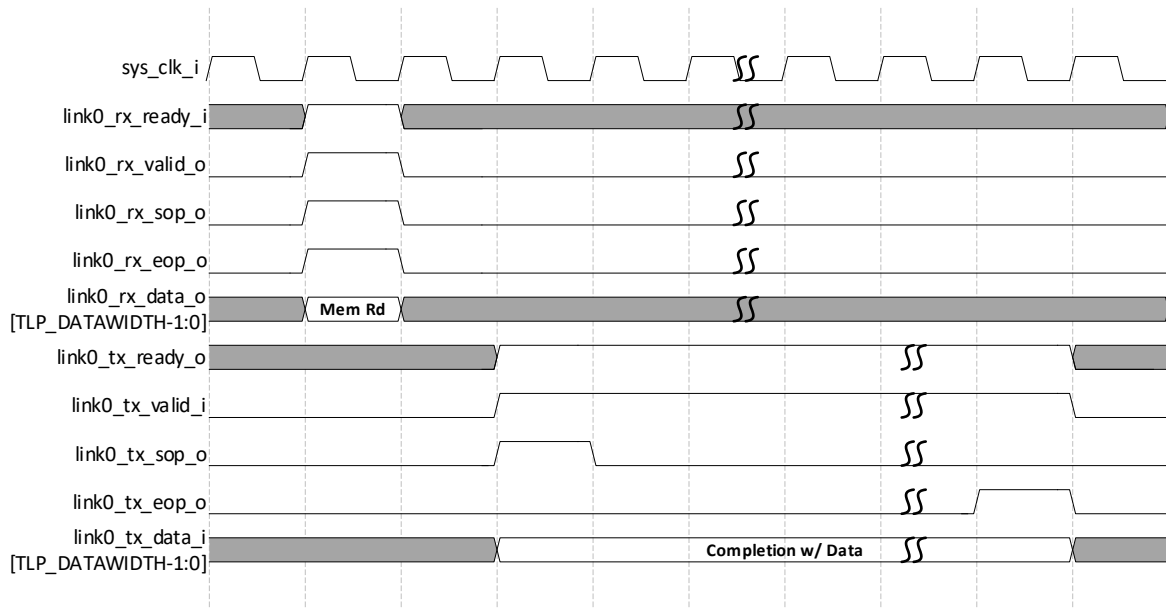 sys_clk_i
link0_rx_ready_i
link0_rx_valid_o
link0_rx_sop_o
link0_rx_eop_o
link0_rx_data_o
[TLP_DATAWIDTH-1:0]
Mem Rd
link0_tx_ready_o
link0_tx_valid_i
link0_tx_sop_o
link0_tx_eop_o
link0_tx_data_i
[TLP_DATAWIDTH-1:0]
Completion w/ Data